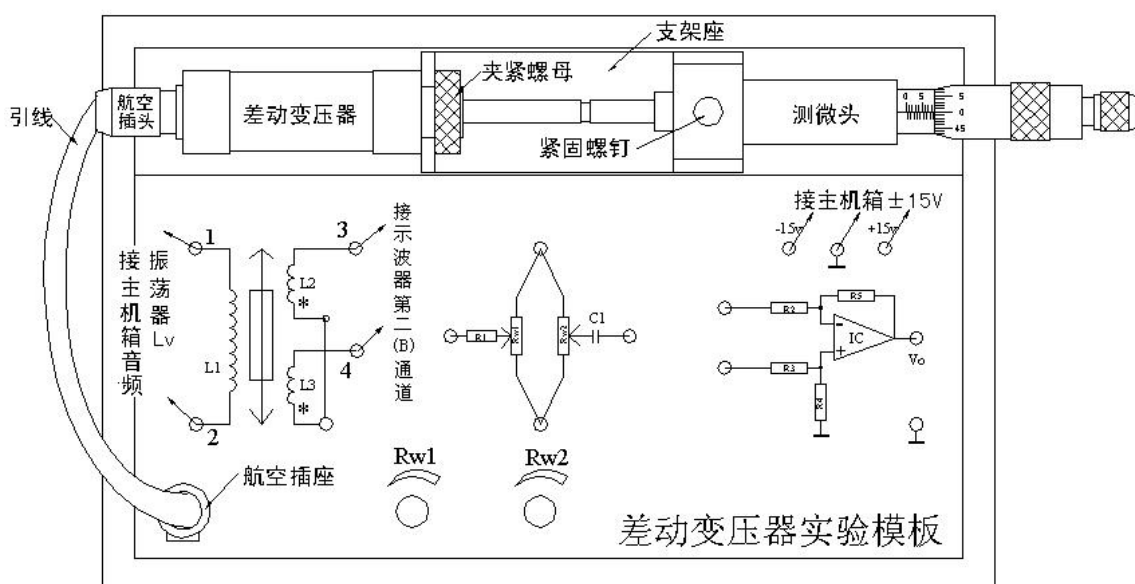 支架座
夹紧螺母
引线
航空
插头
差动变压器
紧固螺钉
测微头
0 5
5
0
45
接主机箱±15V
-15v
+15v
1
3
接示波器第二(B)通道
振荡器Lv
接主机箱音频
L1
L2
*
L3
*
4
2
R1
Rw1
Rw2
C1
R2
R5
IC
R3
R4
Vo
航空插座
Rw1
Rw2
差动变压器实验模板